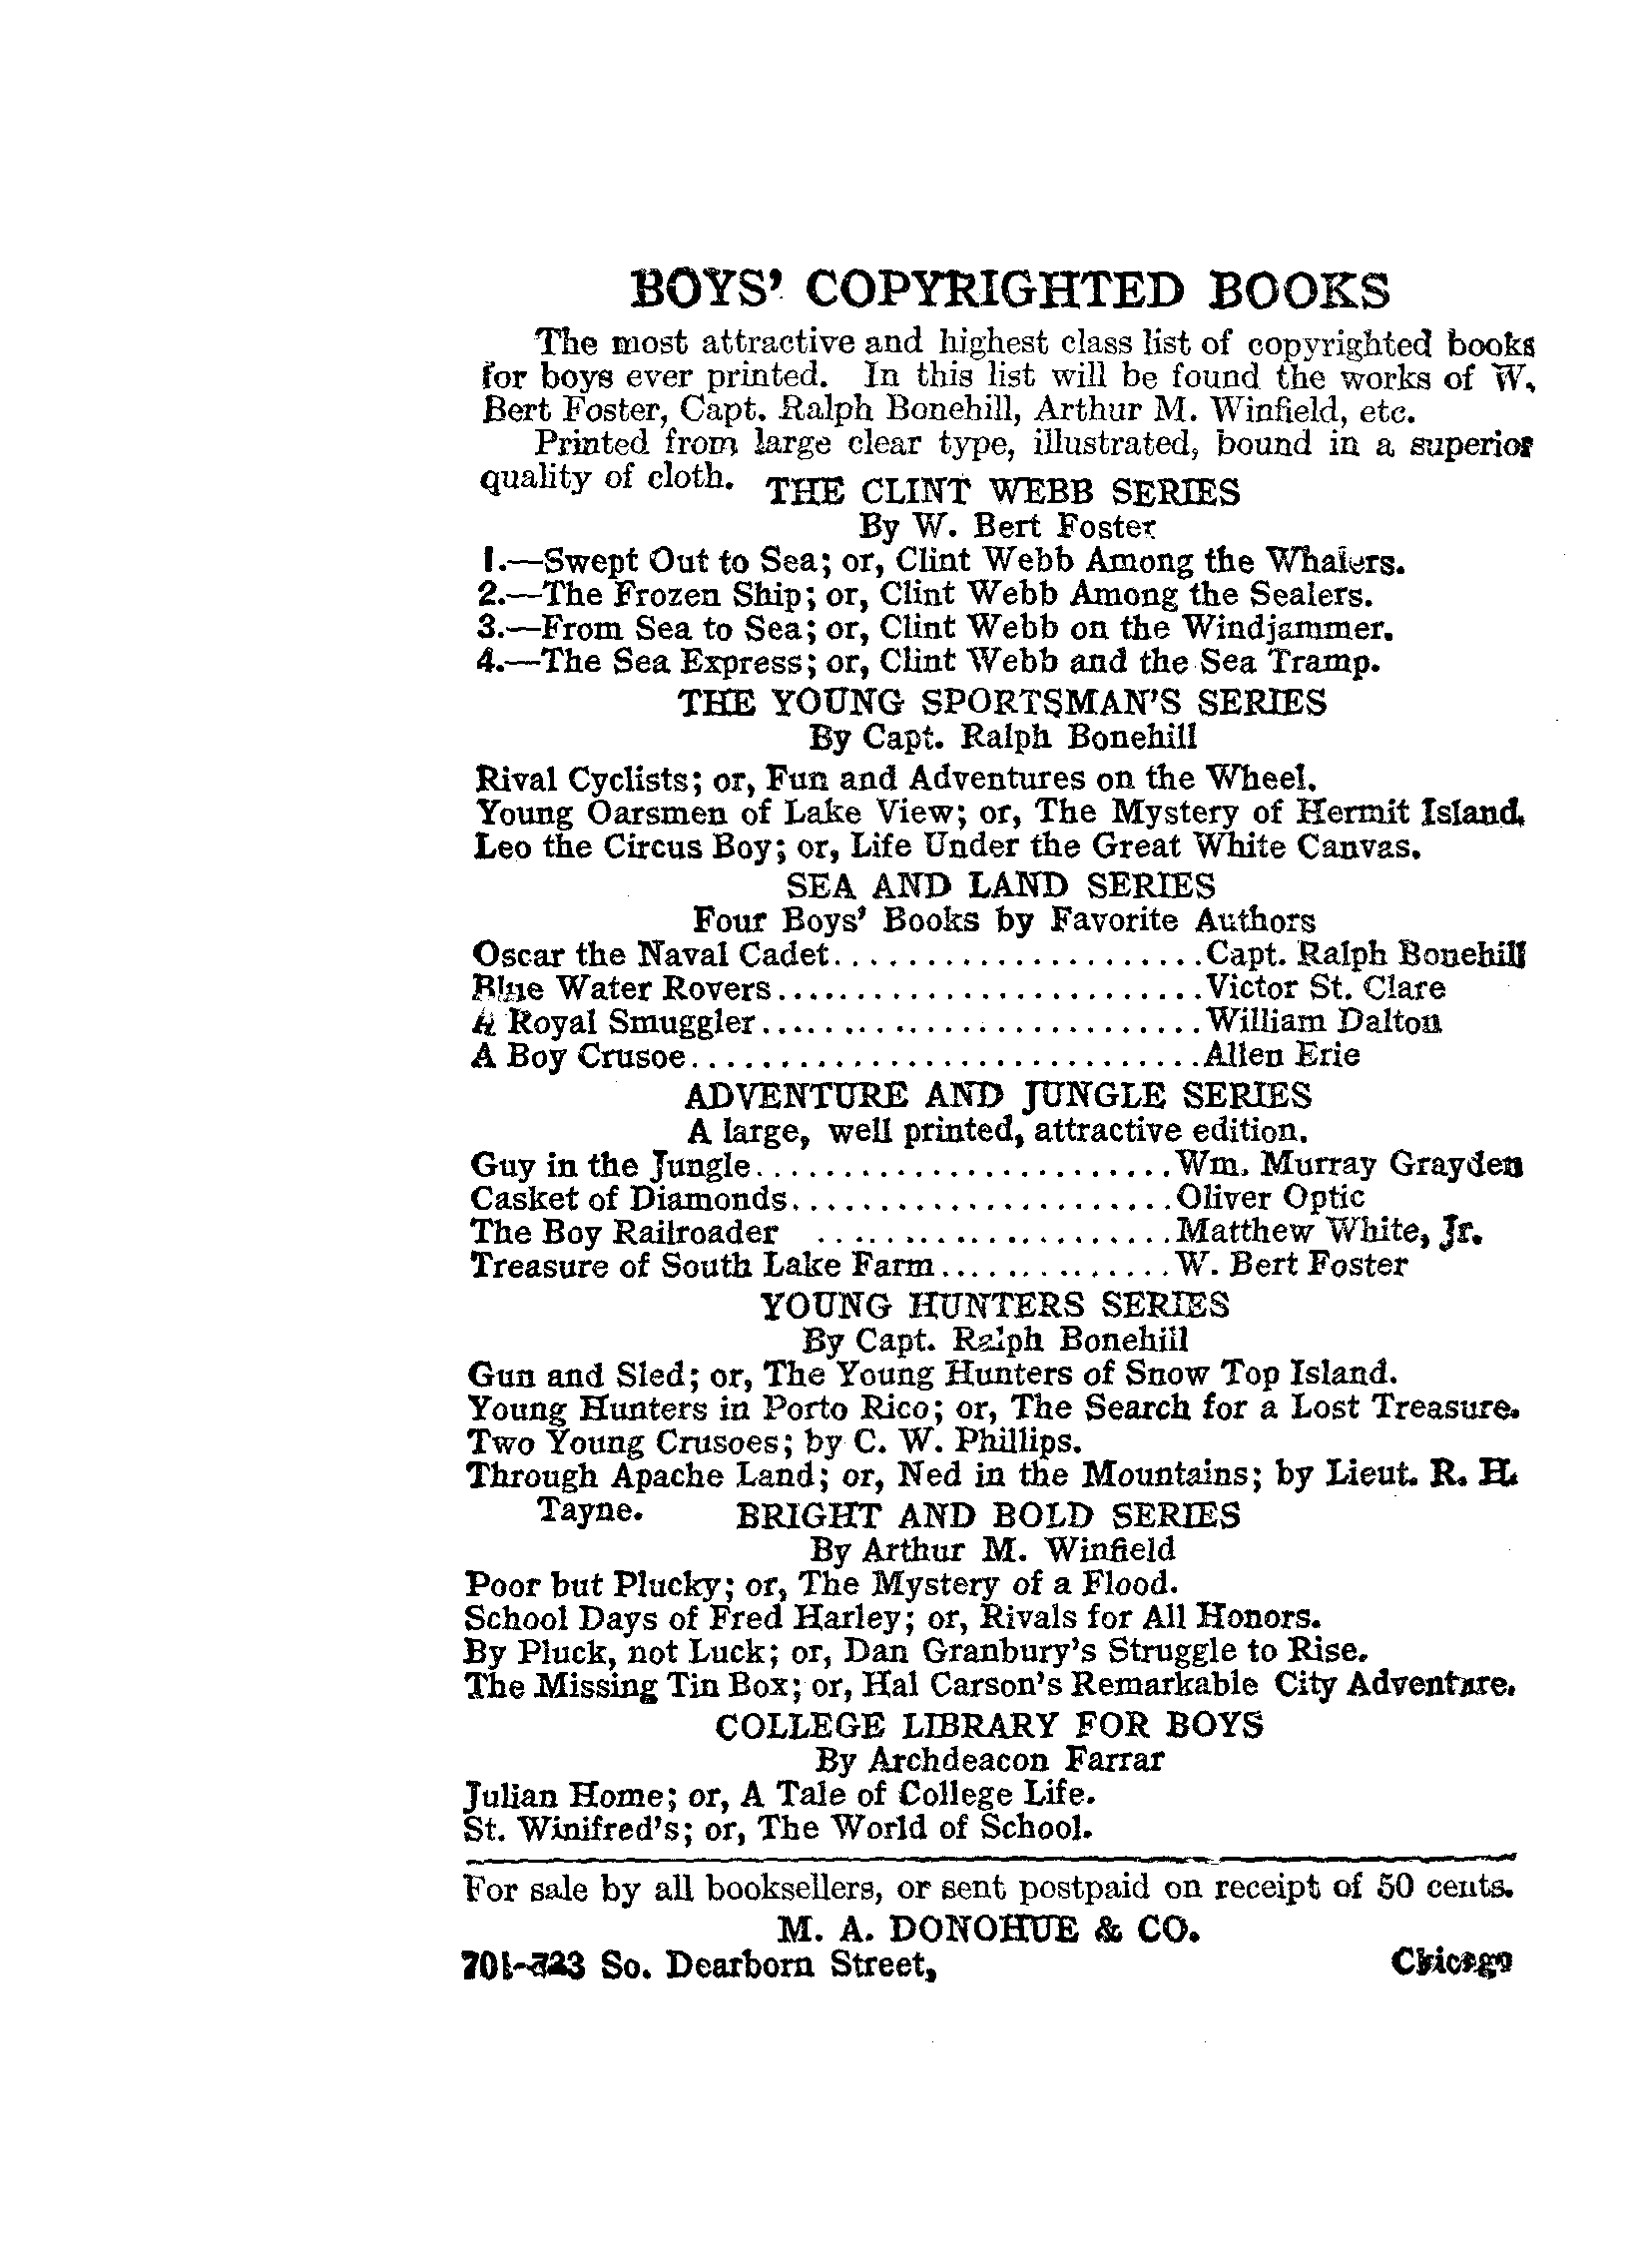 BOYS' COPYRIGHTED BOOKS
The most attractive and highest class list of copyrighted books
for boys ever printed. In this list will be found the works of W.
Bert Foster, Capt. Ralph Bonehill, Arthur M. Winfield, etc.
Printed from large clear type, illustrated, bound in a superior
quality of cloth.
THE CLINT WEBB SERIES
By W. Bert Foster
1.—Swept Out to Sea; or, Clint Webb Among the Whalers.
2.—The Frozen Ship; or, Clint Webb Among the Sealers.
3.—From Sea to Sea; or, Clint Webb on the Windjammer.
4.—The Sea Express; or, Clint Webb and the Sea Tramp.
THE YOUNG SPORTSMAN'S SERIES
By Capt. Ralph Bonehill
Rival Cyclists; or, Fun and Adventures on the Wheel.
Young Oarsmen of Lake View; or, The Mystery of Hermit Island.
Leo the Circus Boy; or, Life Under the Great White Canvas.
SEA AND LAND SERIES
Four Boys' Books by Favorite Authors
Oscar the Naval Cadet.....................Capt. Ralph Bonehill
Blue Water Rovers.........................Victor St. Clare
A Royal Smuggler..........................William Dalton
A Boy Crusoe..............................Allen Erie
ADVENTURE AND JUNGLE SERIES
A large, well printed, attractive edition.
Guy in the Jungle........................Wm. Murray Grayden
Casket of Diamonds......................Oliver Optic
The Boy Railroader .....................Matthew White, Jr.
Treasure of South Lake Farm..............W. Bert Foster
YOUNG HUNTERS SERIES
By Capt. Ralph Bonehill
Gun and Sled; or, The Young Hunters of Snow Top Island.
Young Hunters in Porto Rico; or, The Search for a Lost Treasure.
Two Young Crusoes; by C. W. Phillips.
Through Apache Land; or, Ned in the Mountains; by Lieut. R. H.
Tayne.
BRIGHT AND BOLD SERIES
By Arthur M. Winfield
Poor but Plucky; or, The Mystery of a Flood.
School Days of Fred Harley; or, Rivals for All Honors.
By Pluck, not Luck; or, Dan Granbury's Struggle to Rise.
The Missing Tin Box; or, Hal Carson's Remarkable City Adventure.
COLLEGE LIBRARY FOR BOYS
By Archdeacon Farrar
Julian Home; or, A Tale of College Life.
St. Winifred's; or, The World of School.
For sale by all booksellers, or sent postpaid on receipt of 50 cents.
M. A. DONOHUE & CO.
So. Dearborn Street, Chicago